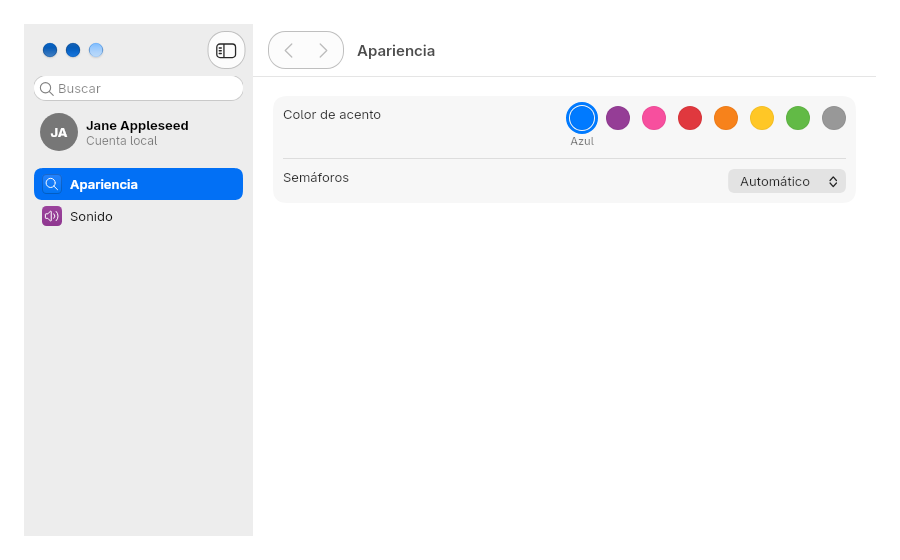 Apariencia
Buscar
JA
Jane Appleseed
Cuenta local
Apariencia
Sonido
Color de acento
Azul
Semáforos
Automático